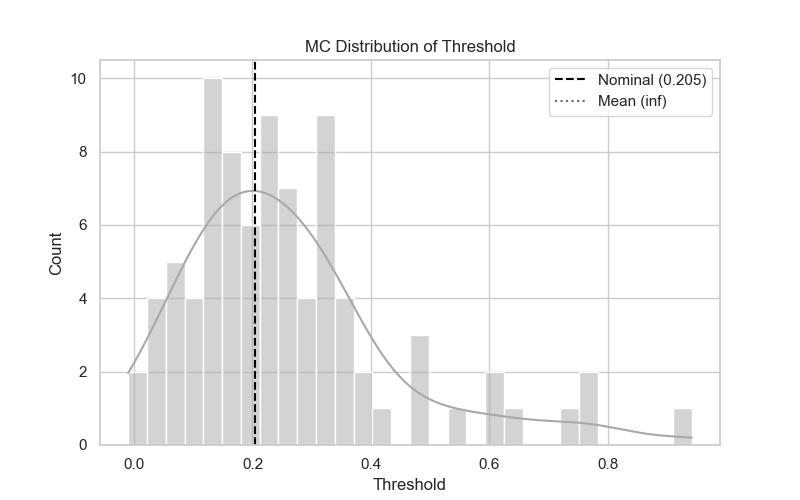 MC Distribution of Threshold
Nominal (0.205)
Mean (inf)
10
8
6
4
2
0
Count
0.0 0.2 0.4 0.6 0.8
Threshold